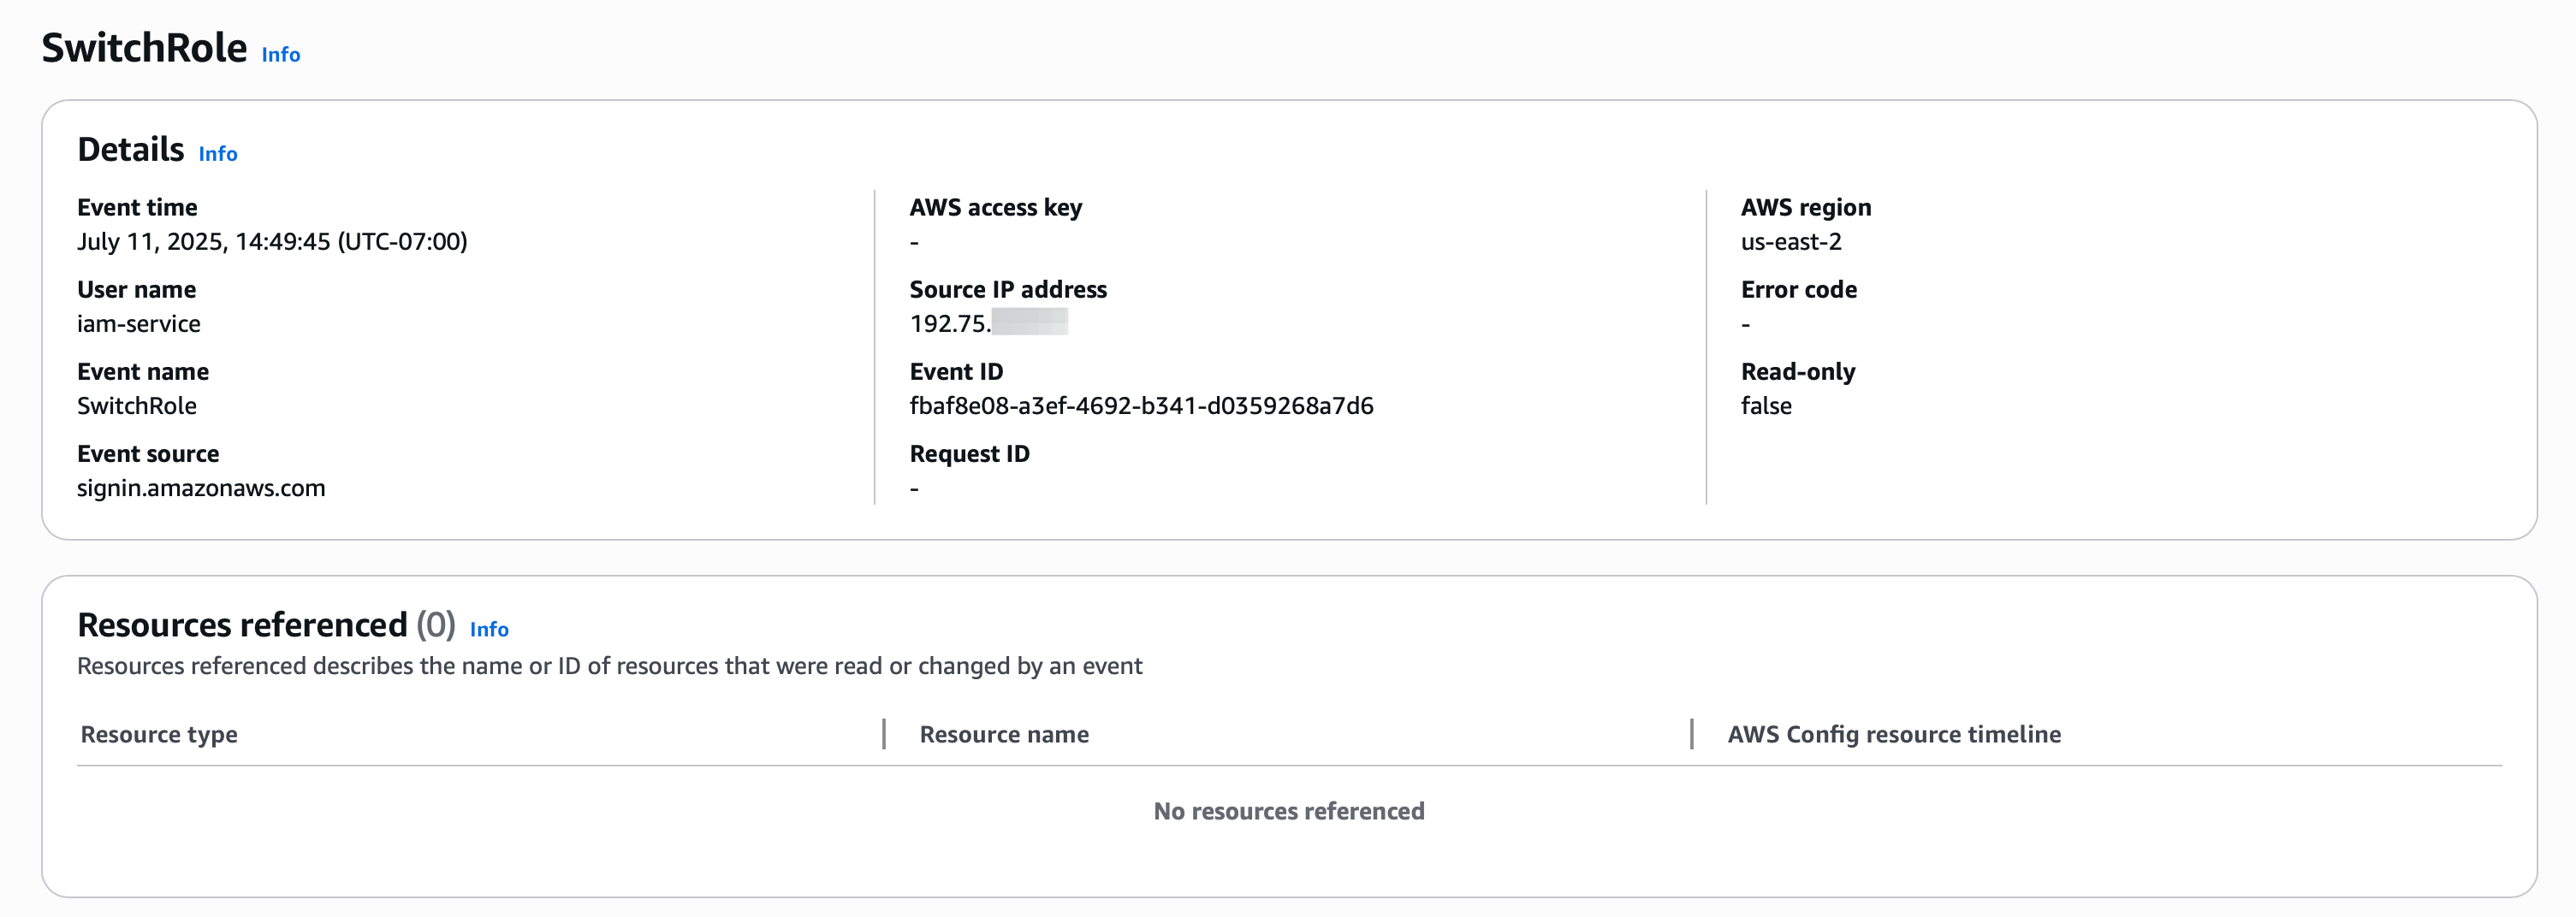 SwitchRole Info
Details Info
Event time
July 11, 2025, 14:49:45 (UTC-07:00)
User name
iam-service
Event name
SwitchRole
Event source
signin.amazonaws.com
AWS access key
-
Source IP address
192.75.
Event ID
fbaf8e08-a3ef-4692-b341-d0359268a7d6
Request ID
-
AWS region
us-east-2
Error code
-
Read-only
false
Resources referenced (0) Info
Resources referenced describes the name or ID of resources that were read or changed by an event
Resource type Resource name AWS Config resource timeline
No resources referenced